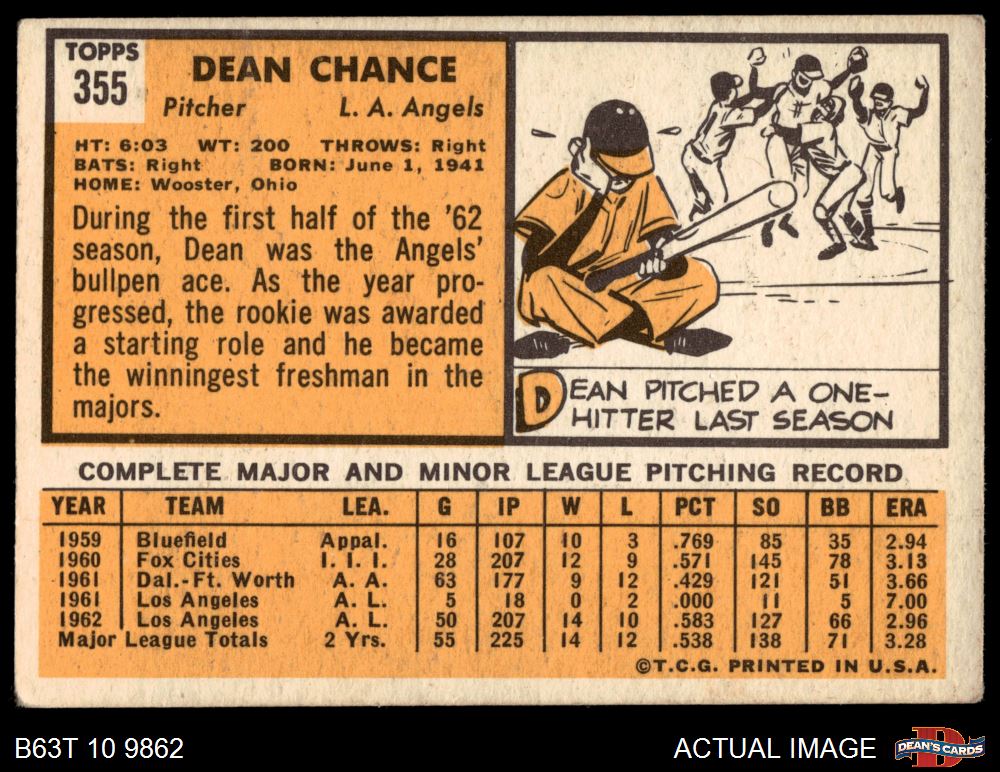 TOPPS
355
DEAN CHANCE
Pitcher L. A. Angels
HT: 6:03 WT: 200 THROWS: Right
BATS: Right BORN: June 1, 1941
HOME: Wooster, Ohio
During the first half of the '62
season, Dean was the Angels'
bullpen ace. As the year pro-
gressed, the rookie was awarded
a starting role and he became
the winningest freshman in the
majors.
DEAN PITCHED A ONE-
HITTER LAST SEASON
COMPLETE MAJOR AND MINOR LEAGUE PITCHING RECORD
YEAR TEAM LEA. G IP W L PCT SO BB ERA
1959 Bluefield Appal. 16 107 10 3 .769 85 35 2.94
1960 Fox Cities I. I. I. 28 207 12 9 .571 145 78 3.13
1961 Dal.-Ft. Worth A. A. 63 177 9 12 .429 121 51 3.66
1961 Los Angeles A. L. 5 18 0 2 .000 11 5 7.00
1962 Los Angeles A. L. 50 207 14 10 .583 127 66 2.96
Major League Totals 2 Yrs. 55 225 14 12 .538 138 71 3.28
©T.C.G. PRINTED IN U.S.A.
B63T 10 9862
ACTUAL IMAGE
DEAN'S CARDS